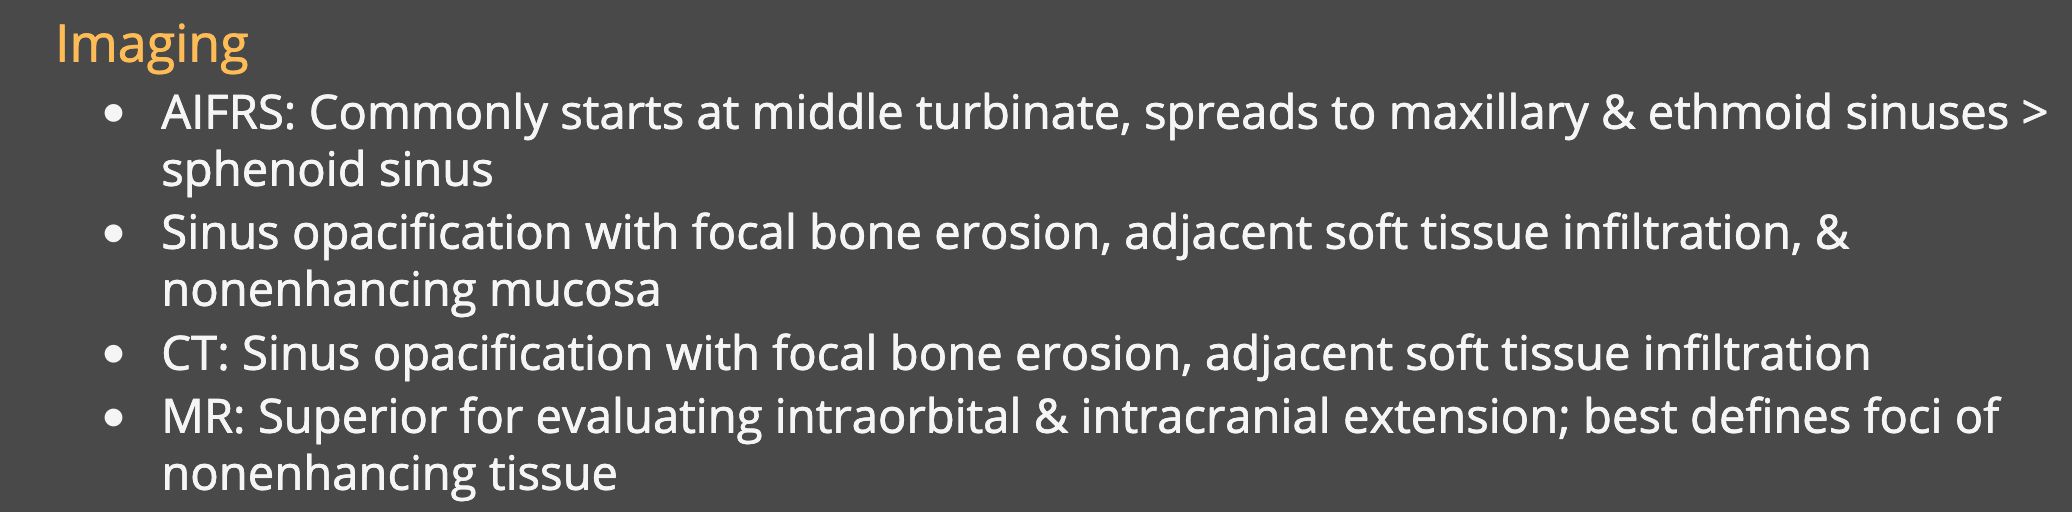 Imaging
• AIFRS: Commonly starts at middle turbinate, spreads to maxillary & ethmoid sinuses >
sphenoid sinus
• Sinus opacification with focal bone erosion, adjacent soft tissue infiltration, &
nonenhancing mucosa
• CT: Sinus opacification with focal bone erosion, adjacent soft tissue infiltration
• MR: Superior for evaluating intraorbital & intracranial extension; best defines foci of
nonenhancing tissue